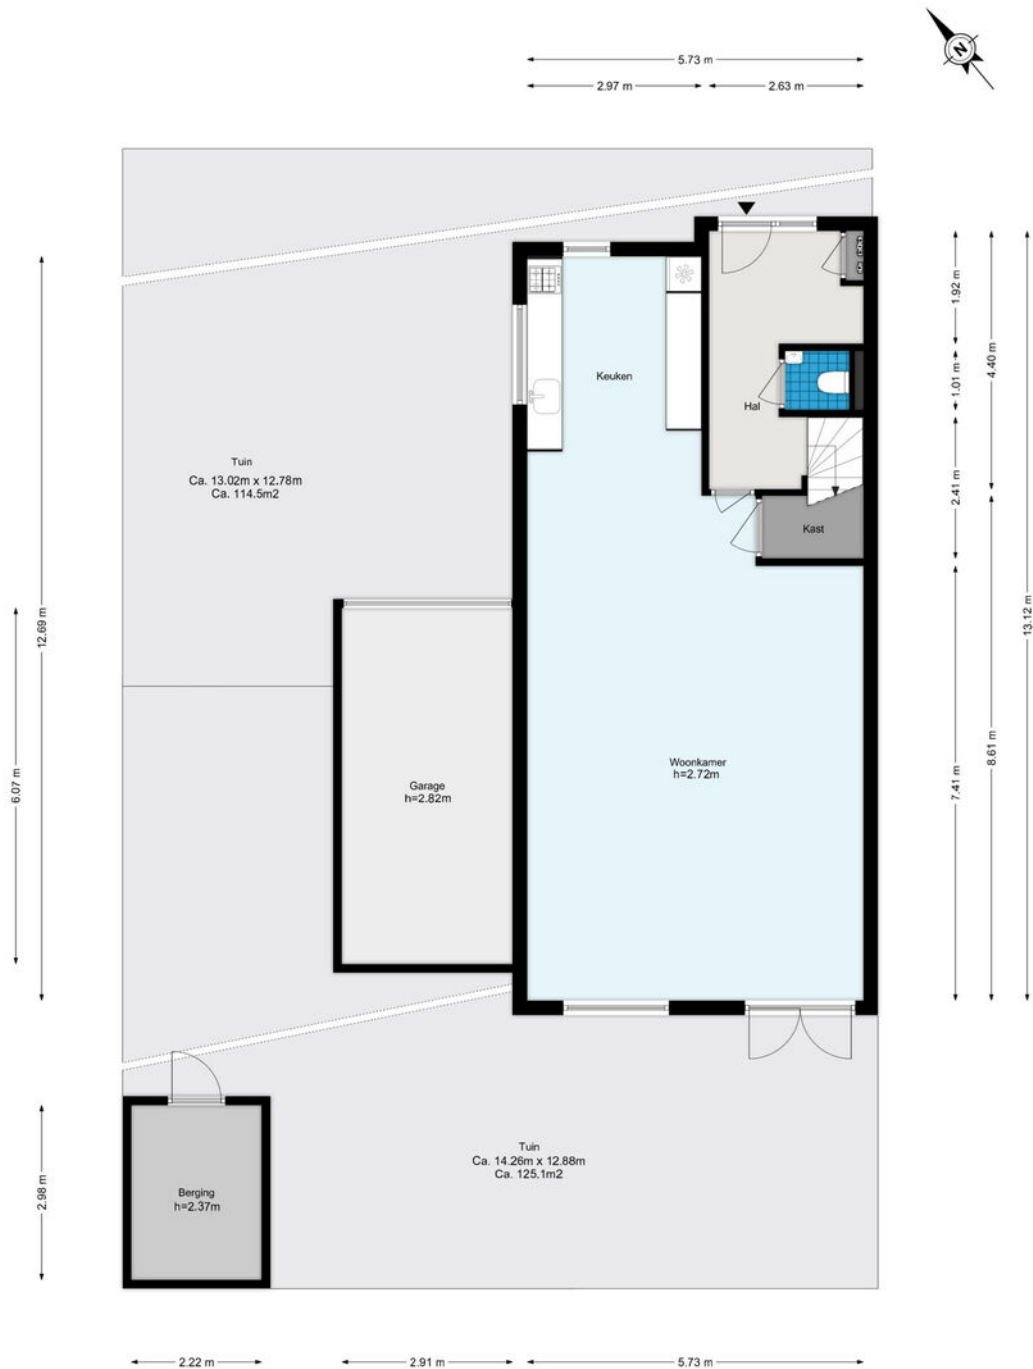 N
5.73 m
2.97 m
2.63 m
Keuken
Hal
Kast
Tuin
Ca. 13.02m x 12.78m
Ca. 114.5m2
1.92 m
1.01 m
4.40 m
2.41 m
12.69 m
6.07 m
13.12 m
8.61 m
7.41 m
Woonkamer
h=2.72m
Garage
h=2.82m
Tuin
Ca. 14.26m x 12.88m
Ca. 125.1m2
Berging
h=2.37m
2.98 m
2.22 m
2.91 m
5.73 m